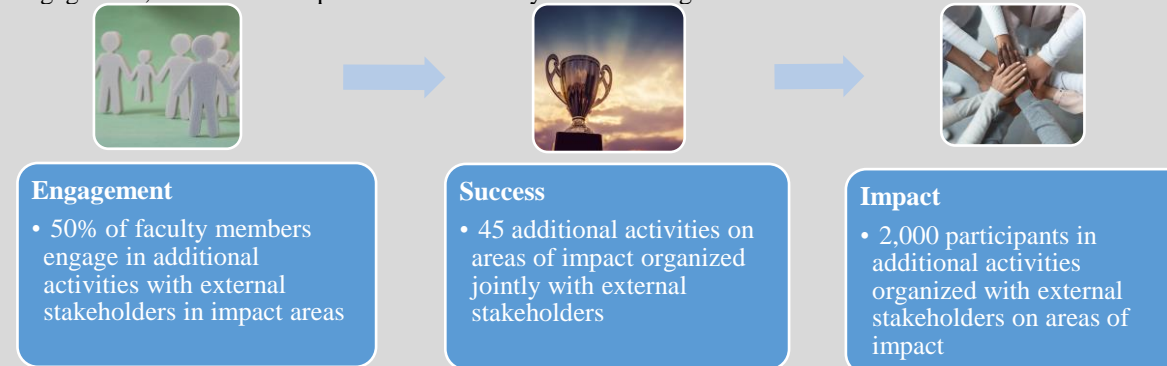 Engagement
• 50% of faculty members
engage in additional
activities with external
stakeholders in impact areas
Success
• 45 additional activities on
areas of impact organized
jointly with external
stakeholders
Impact
• 2,000 participants in
additional activities
organized with external
stakeholders on areas of
impact